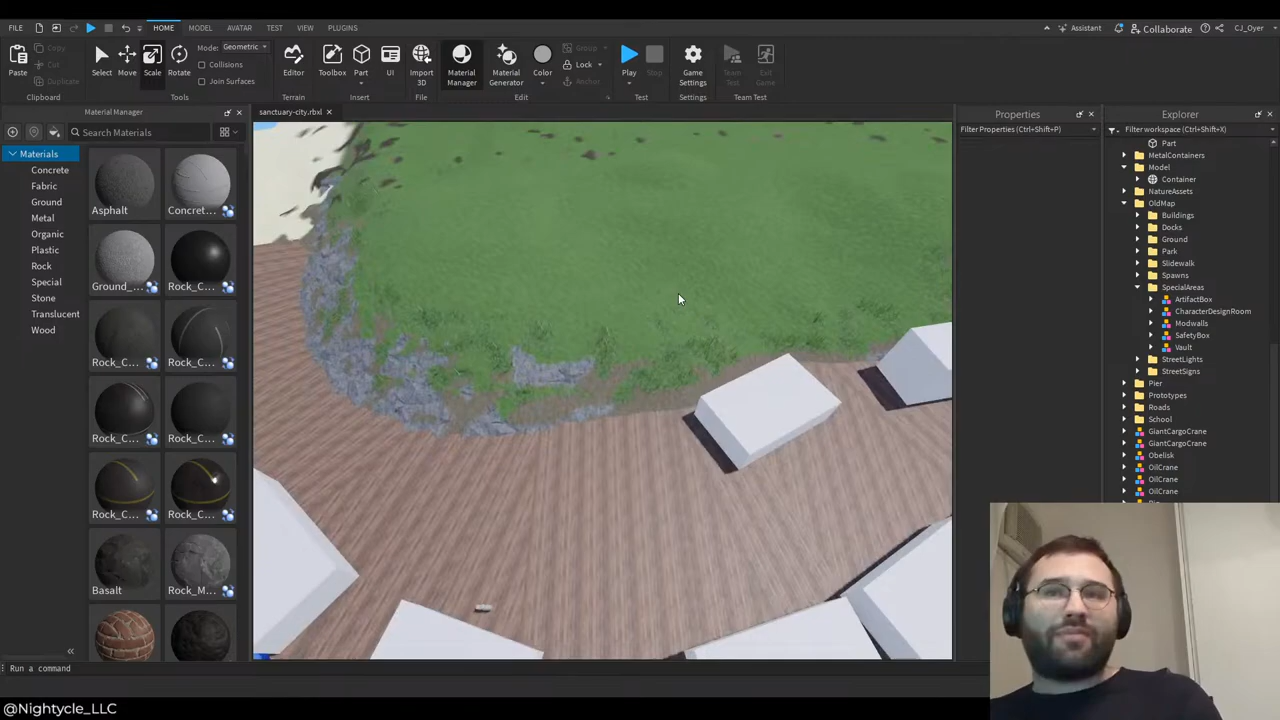 FILE HOME MODEL AVATAR TEST VIEW PLUGINS Assistant Collaborate CJ_Oyer
Copy Mode: Geometric Group
Cut Collisions Lock
Paste Duplicate Select Move Scale Rotate Join Surfaces Editor Toolbox Part UI Import 3D Material Manager Material Generator Color Anchor Play Stop Game Settings Team Test Exit Game
Clipboard Tools Terrain Insert File Edit Test Settings Team Test
Material Manager sanctuary-city.rbxl Properties Explorer
Search Materials Filter Properties (Ctrl+Shift+P) Filter workspace (Ctrl+Shift+X)
Materials
Concrete
Fabric
Ground
Metal
Organic
Plastic
Rock
Special
Stone
Translucent
Wood
Asphalt Concret...
Ground_... Rock_C...
Rock_C... Rock_C...
Rock_C... Rock_C...
Rock_C... Rock_C...
Basalt Rock_M...
Part
MetalContainers
Model
Container
NatureAssets
OldMap
Buildings
Docks
Ground
Park
Slidewalk
Spawns
SpecialAreas
ArtifactBox
CharacterDesignRoom
Modwalls
SafetyBox
Vault
StreetLights
StreetSigns
Pier
Prototypes
Roads
School
GiantCargoCrane
GiantCargoCrane
Obelisk
OilCrane
OilCrane
OilCrane
Run a command
@Nightycle_LLC